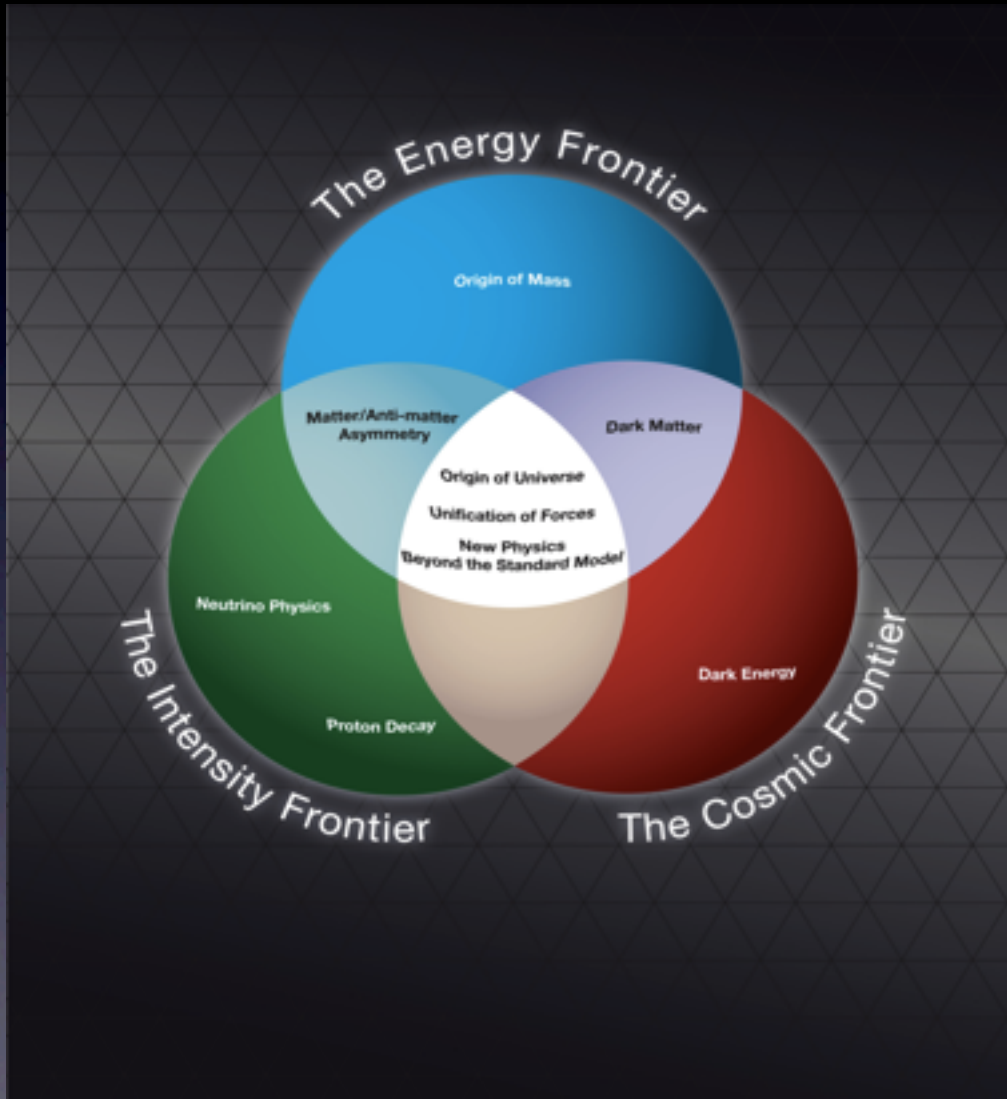 The Energy Frontier
Origin of Mass
Matter/Anti-matter
Asymmetry
Dark Matter
Origin of Universe
Unification of Forces
New Physics
Beyond the Standard Model
Neutrino Physics
Dark Energy
Proton Decay
The Intensity Frontier
The Cosmic Frontier